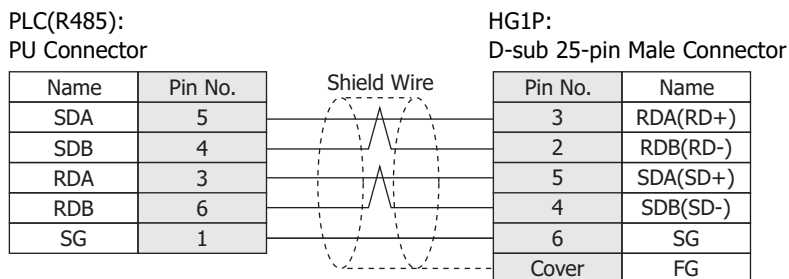 PLC(R485):
PU Connector
HG1P:
D-sub 25-pin Male Connector
Name Pin No. Shield Wire Pin No. Name
SDA 5 3 RDA(RD+)
SDB 4 2 RDB(RD-)
RDA 3 5 SDA(SD+)
RDB 6 4 SDB(SD-)
SG 1 6 SG
Cover FG